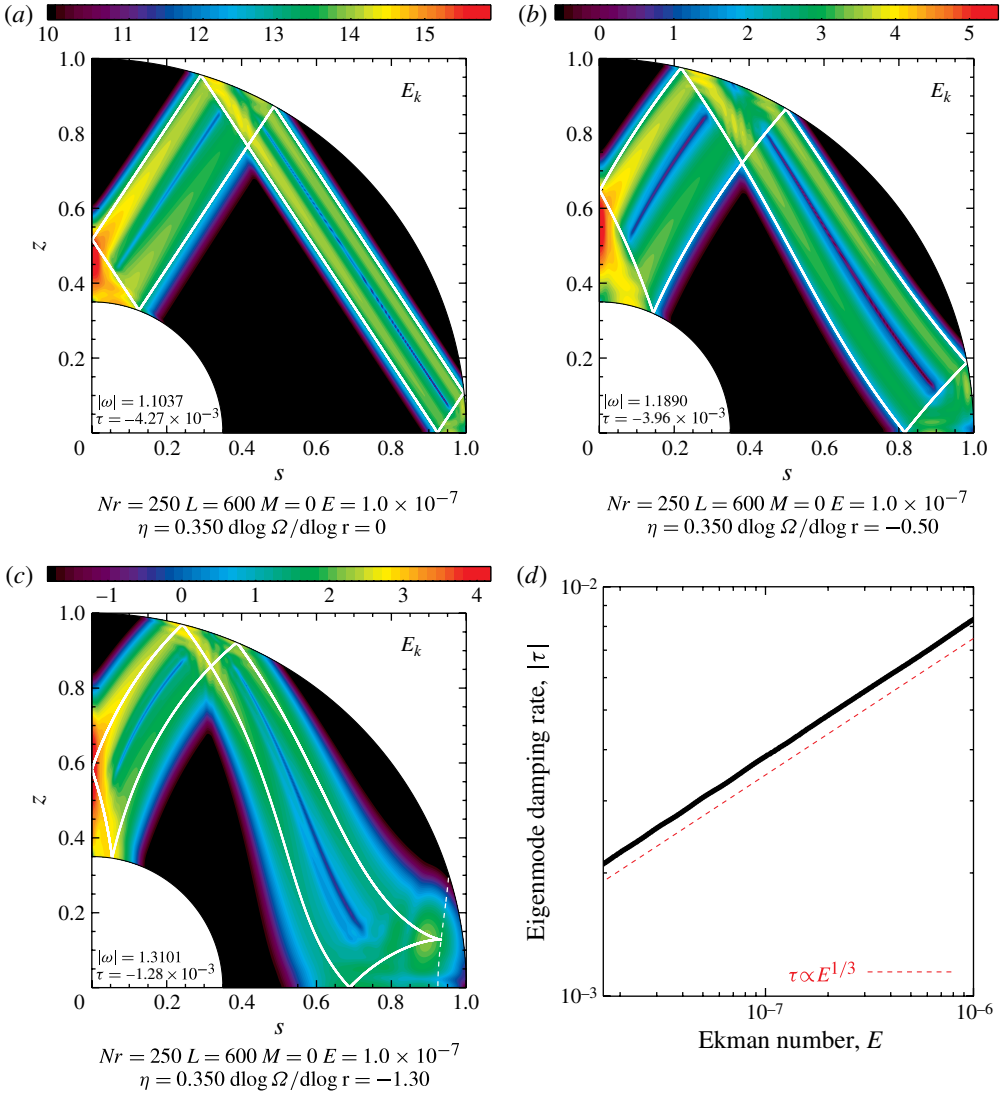 (a)
10 11 12 13 14 15
1.0
0.8
0.6
0.4
0.2
z
E_k
|ω| = 1.1037
τ = −4.27 × 10⁻³
0 0.2 0.4 0.6 0.8 1.0
s
Nr = 250 L = 600 M = 0 E = 1.0 × 10⁻⁷
η = 0.350 dlog Ω/dlog r = 0
(b)
0 1 2 3 4 5
1.0
0.8
0.6
0.4
0.2
z
E_k
|ω| = 1.1890
τ = −3.96 × 10⁻³
0 0.2 0.4 0.6 0.8 1.0
s
Nr = 250 L = 600 M = 0 E = 1.0 × 10⁻⁷
η = 0.350 dlog Ω/dlog r = −0.50
(c)
−1 0 1 2 3 4
1.0
0.8
0.6
0.4
0.2
z
E_k
|ω| = 1.3101
τ = −1.28 × 10⁻³
0 0.2 0.4 0.6 0.8 1.0
s
Nr = 250 L = 600 M = 0 E = 1.0 × 10⁻⁷
η = 0.350 dlog Ω/dlog r = −1.30
(d)
10⁻²
Eigenmode damping rate, |τ|
10⁻³
τ ∝ E^{1/3}
10⁻⁷ 10⁻⁶
Ekman number, E